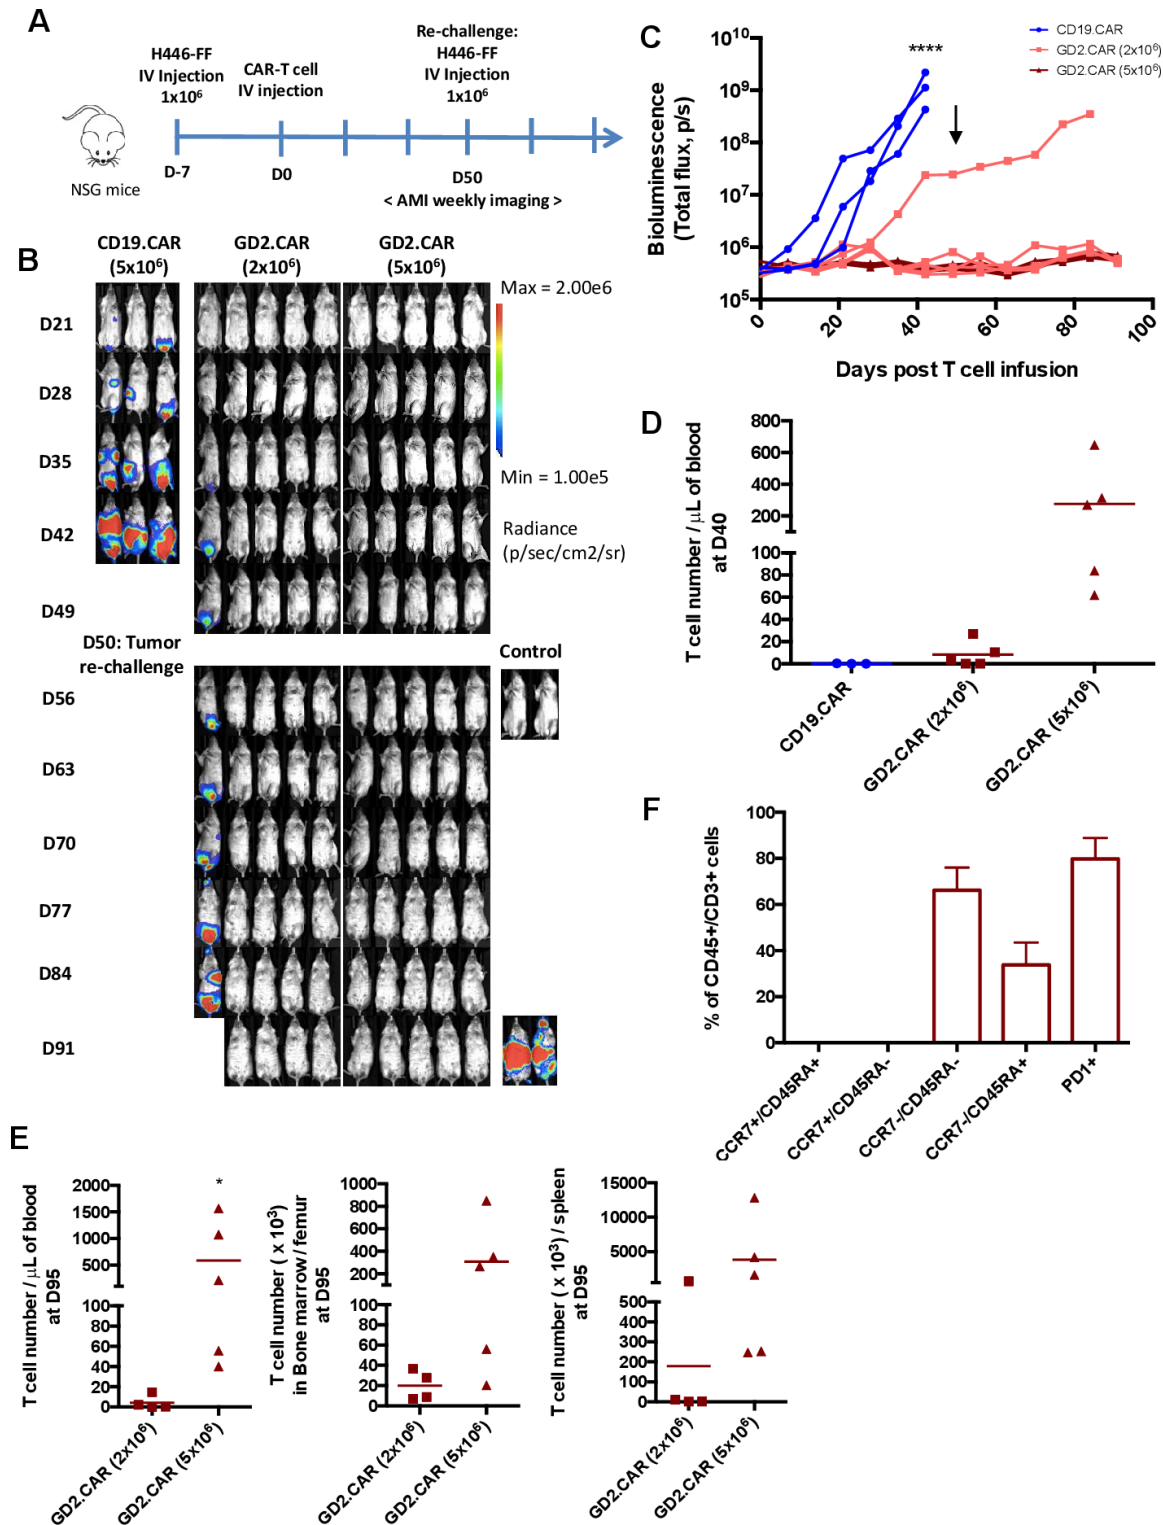 A
H446-FF
IV Injection
1x10⁶
CAR-T cell
IV injection
Re-challenge:
H446-FF
IV Injection
1x10⁶
NSG mice
D-7
D0
D50
< AMI weekly imaging >
B
CD19.CAR
(5x10⁶)
GD2.CAR
(2x10⁶)
GD2.CAR
(5x10⁶)
D21
D28
D35
D42
D49
D50: Tumor
re-challenge
D56
D63
D70
D77
D84
D91
Max = 2.00e6
Min = 1.00e5
Radiance
(p/sec/cm2/sr)
Control
C
CD19.CAR
GD2.CAR (2x10⁶)
GD2.CAR (5x10⁶)
****
Bioluminescence
(Total flux, p/s)
10¹⁰
10⁹
10⁸
10⁷
10⁶
10⁵
0
20
40
60
80
100
Days post T cell infusion
D
T cell number / µL of blood
at D40
800
600
400
200
100
80
60
40
20
0
CD19.CAR
GD2.CAR (2x10⁶)
GD2.CAR (5x10⁶)
F
% of CD45+/CD3+ cells
100
80
60
40
20
0
CCR7+/CD45RA+
CCR7+/CD45RA-
CCR7-/CD45RA-
CCR7-/CD45RA+
PD1+
E
T cell number / µL of blood
at D95
2000
1500
1000
500
100
80
60
40
20
0
*
GD2.CAR (2x10⁶)
GD2.CAR (5x10⁶)
T cell number ( x 10³)
in Bone marrow / femur
at D95
1000
800
600
400
200
100
80
60
40
20
0
GD2.CAR (2x10⁶)
GD2.CAR (5x10⁶)
T cell number ( x 10³) / spleen
at D95
15000
10000
5000
500
400
300
200
100
0
GD2.CAR (2x10⁶)
GD2.CAR (5x10⁶)